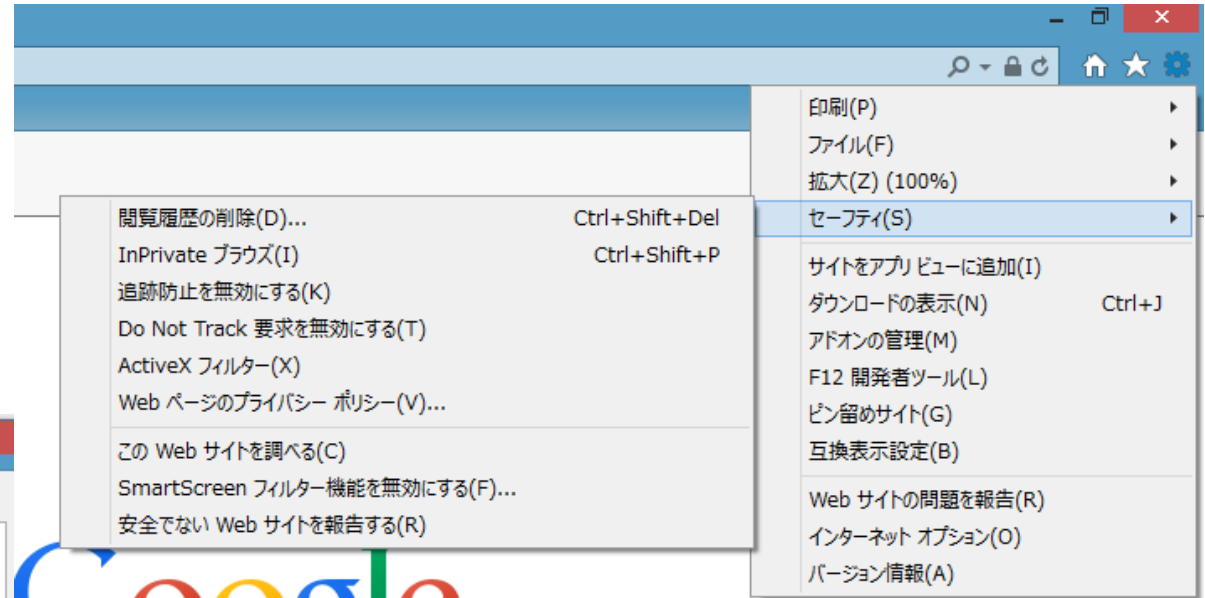 印刷(P)
ファイル(F)
拡大(Z) (100%)
セーフティ(S)
サイトをアプリ ビューに追加(I)
ダウンロードの表示(N) Ctrl+J
アドオンの管理(M)
F12 開発者ツール(L)
ピン留めサイト(G)
互換表示設定(B)
Web サイトの問題を報告(R)
インターネット オプション(O)
バージョン情報(A)
閲覧履歴の削除(D)... Ctrl+Shift+Del
InPrivate ブラウズ(I) Ctrl+Shift+P
追跡防止を無効にする(K)
Do Not Track 要求を無効にする(T)
ActiveX フィルター(X)
Web ページのプライバシー ポリシー(V)...
この Web サイトを調べる(C)
SmartScreen フィルター機能を無効にする(F)...
安全でない Web サイトを報告する(R)
Google